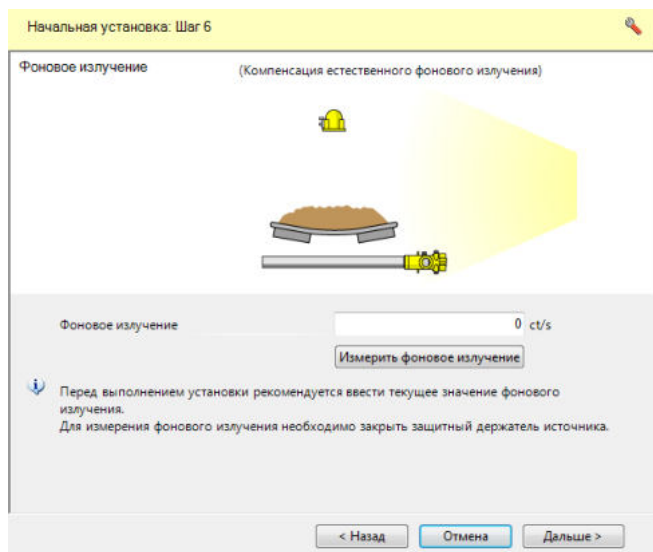 Начальная установка: Шаг 6
Фоновое излучение
(Компенсация естественного фонового излучения)
Фоновое излучение
0 ct/s
Измерить фоновое излучение
Перед выполнением установки рекомендуется ввести текущее значение фонового
излучения.
Для измерения фонового излучения необходимо закрыть защитный держатель источника.
< Назад
Отмена
Дальше >